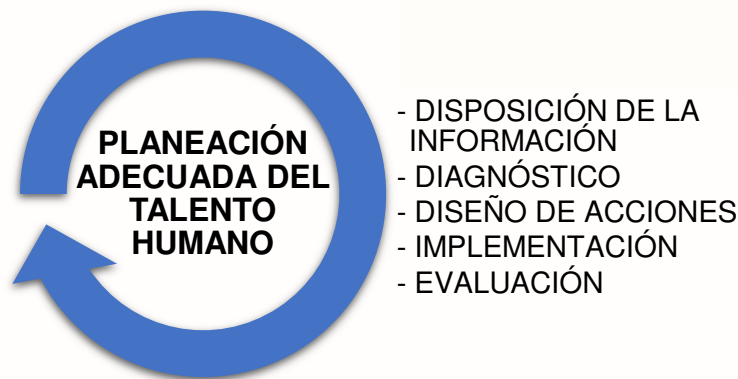 PLANEACIÓN
ADECUADA DEL
TALENTO
HUMANO
- DISPOSICIÓN DE LA
INFORMACIÓN
- DIAGNÓSTICO
- DISEÑO DE ACCIONES
- IMPLEMENTACIÓN
- EVALUACIÓN